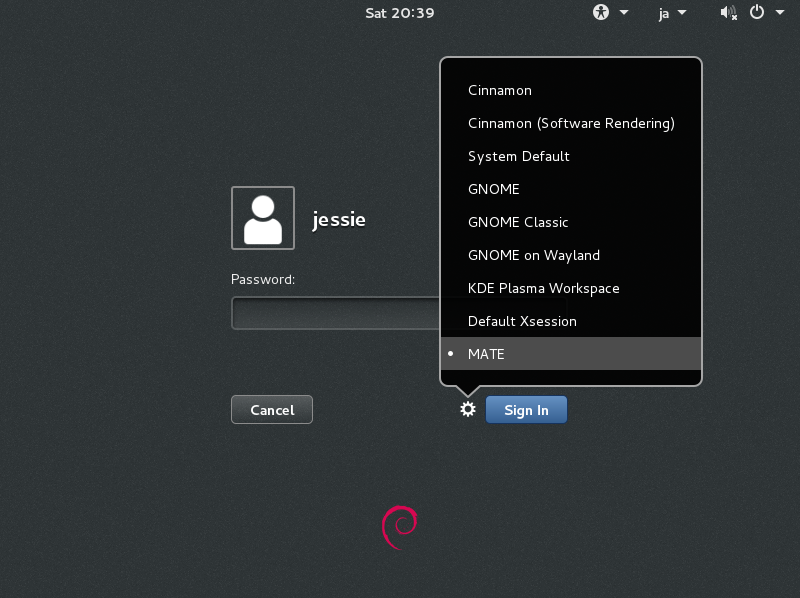 Sat 20:39
ja
Cinnamon
Cinnamon (Software Rendering)
System Default
GNOME
GNOME Classic
GNOME on Wayland
KDE Plasma Workspace
Default Xsession
MATE
jessie
Password:
Cancel
Sign In